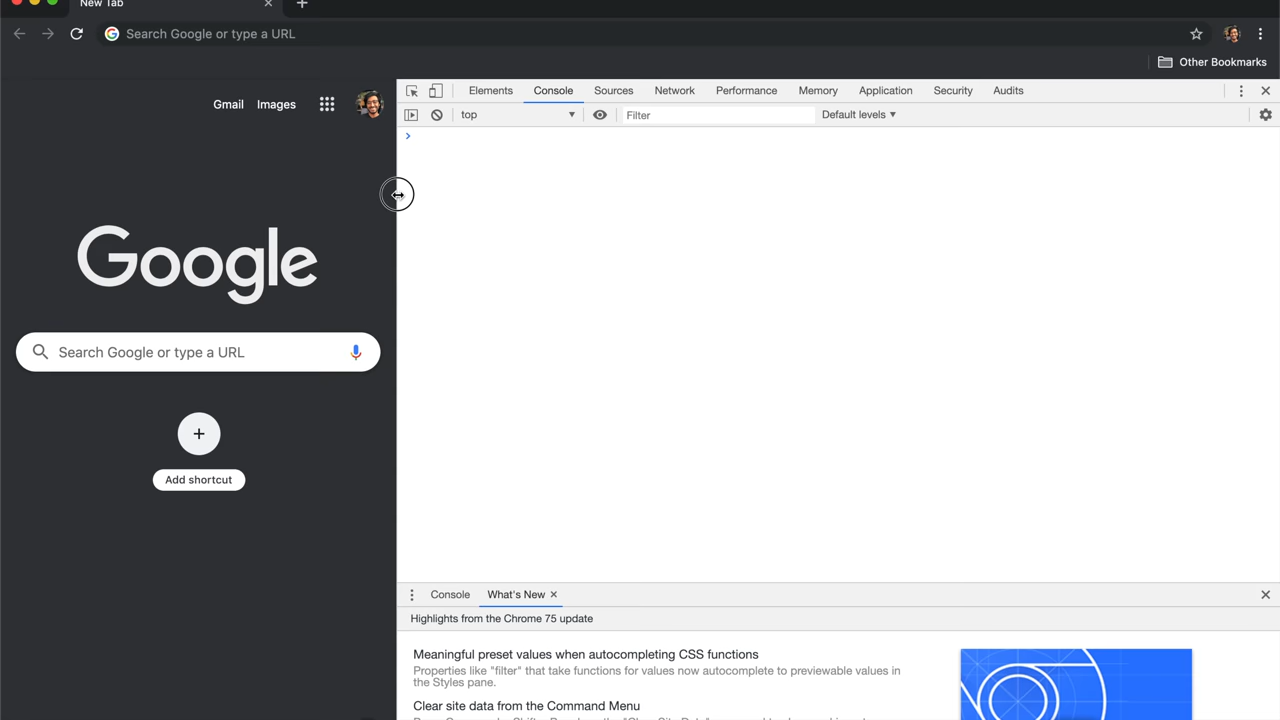 New Tab
Search Google or type a URL
Other Bookmarks
Gmail Images
Elements Console Sources Network Performance Memory Application Security Audits
top Filter Default levels
Google
Search Google or type a URL
Add shortcut
Console What's New
Highlights from the Chrome 75 update
Meaningful preset values when autocompleting CSS functions
Properties like "filter" that take functions for values now autocomplete to previewable values in
the Styles pane.
Clear site data from the Command Menu